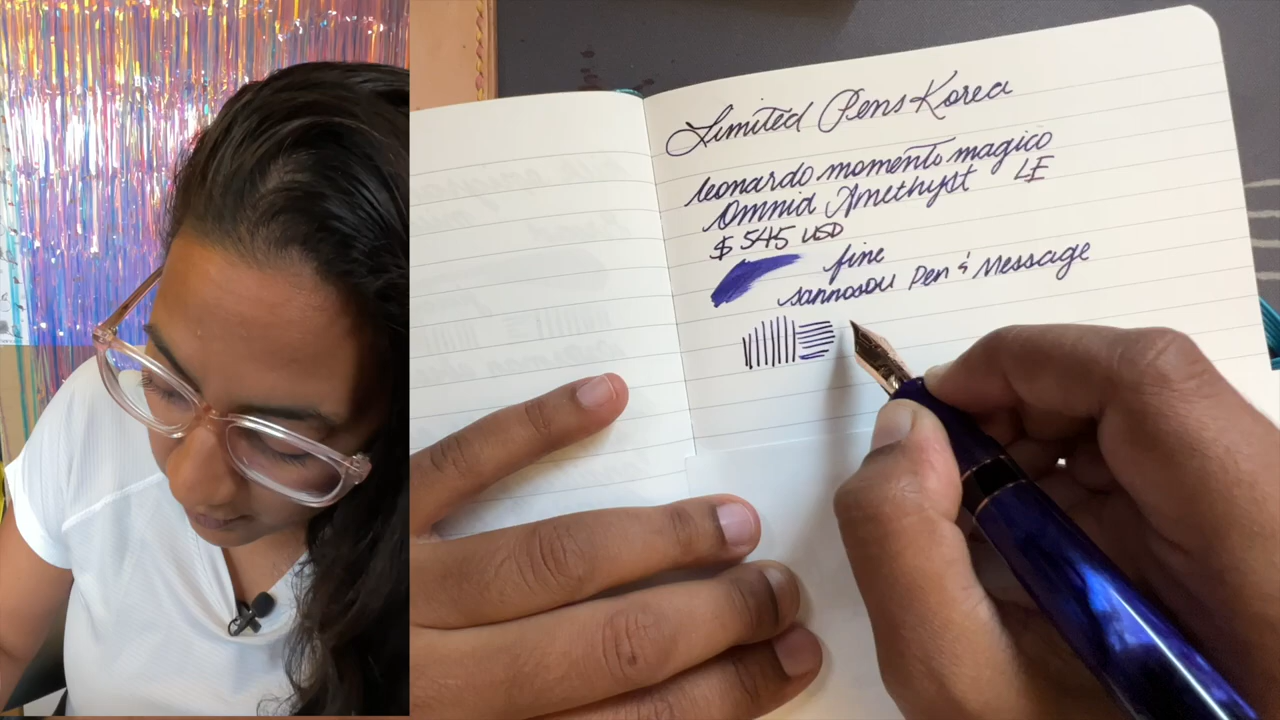 Limited Pens Korea
leonardo momento magico
Omnia Amethyst LE
$545 USD
fine
sannosou Pen & Message